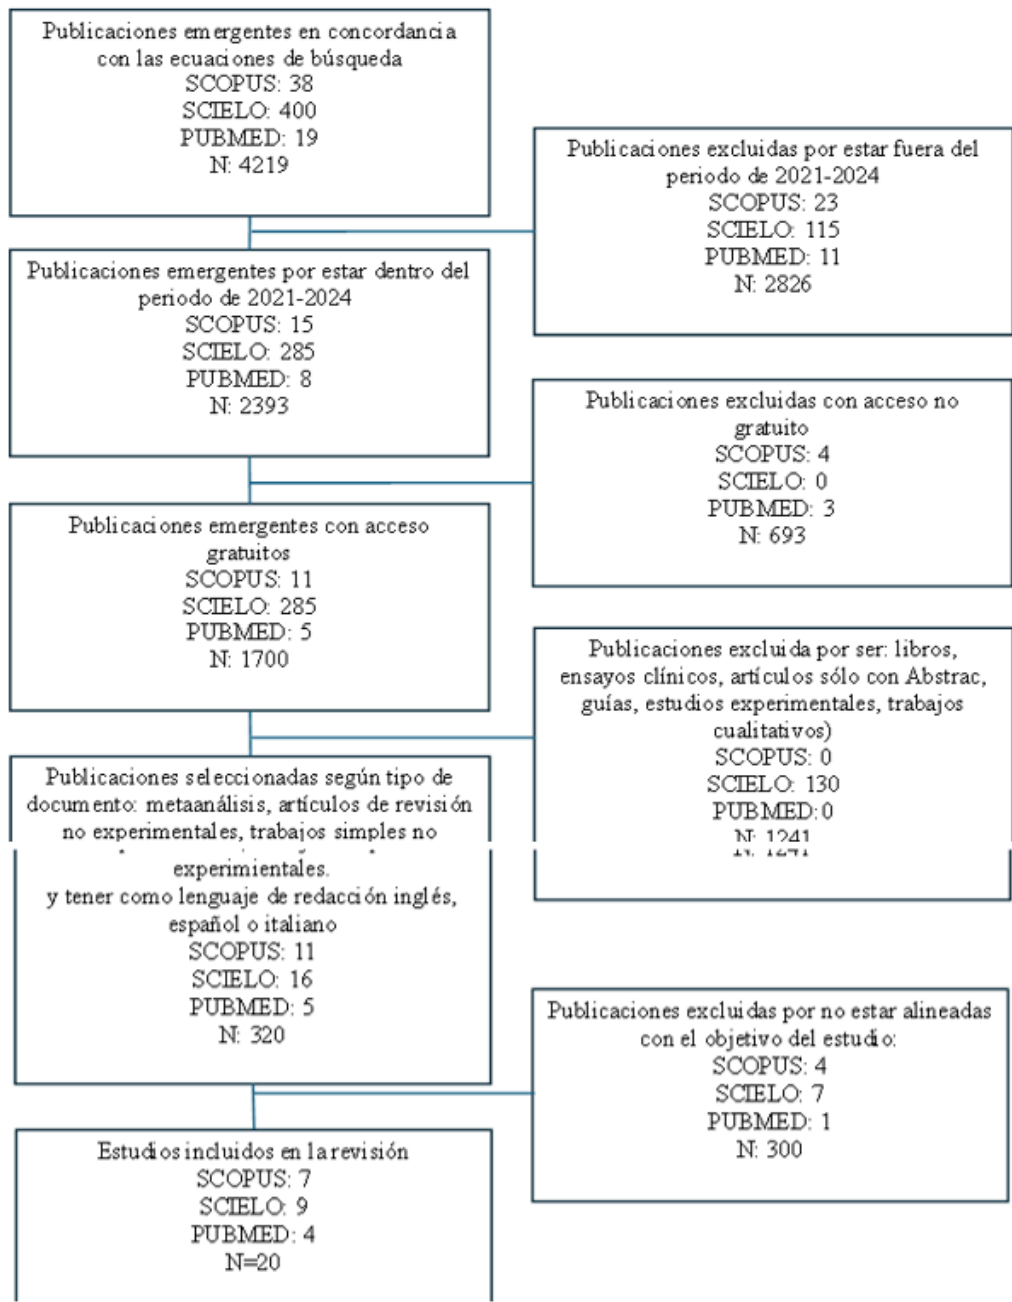 Publicaciones emergentes en concordancia
con las ecuaciones de búsqueda
SCOPUS: 38
SCIELO: 400
PUBMED: 19
N: 4219
Publicaciones excluidas por estar fuera del
periodo de 2021-2024
SCOPUS: 23
SCIELO: 115
PUBMED: 11
N: 2826
Publicaciones emergentes por estar dentro del
periodo de 2021-2024
SCOPUS: 15
SCIELO: 285
PUBMED: 8
N: 2393
Publicaciones excluidas con acceso no
gratuito
SCOPUS: 4
SCIELO: 0
PUBMED: 3
N: 693
Publicaciones emergentes con acceso
gratuitos
SCOPUS: 11
SCIELO: 285
PUBMED: 5
N: 1700
Publicaciones excluida por ser: libros,
ensayos clínicos, artículos sólo con Abstrac,
guías, estudios experimentales, trabajos
cualitativos)
SCOPUS: 0
SCIELO: 130
PUBMED:0
N: 1241
Publicaciones seleccionadas según tipo de
documento: metaanálisis, artículos de revisión
no experimentales, trabajos simples no
experimientales.
y tener como lenguaje de redacción inglés,
español o italiano
SCOPUS: 11
SCIELO: 16
PUBMED: 5
N: 320
Publicaciones excluidas por no estar alineadas
con el objetivo del estudio:
SCOPUS: 4
SCIELO: 7
PUBMED: 1
N: 300
Estudios incluidos en la revisión
SCOPUS: 7
SCIELO: 9
PUBMED: 4
N=20